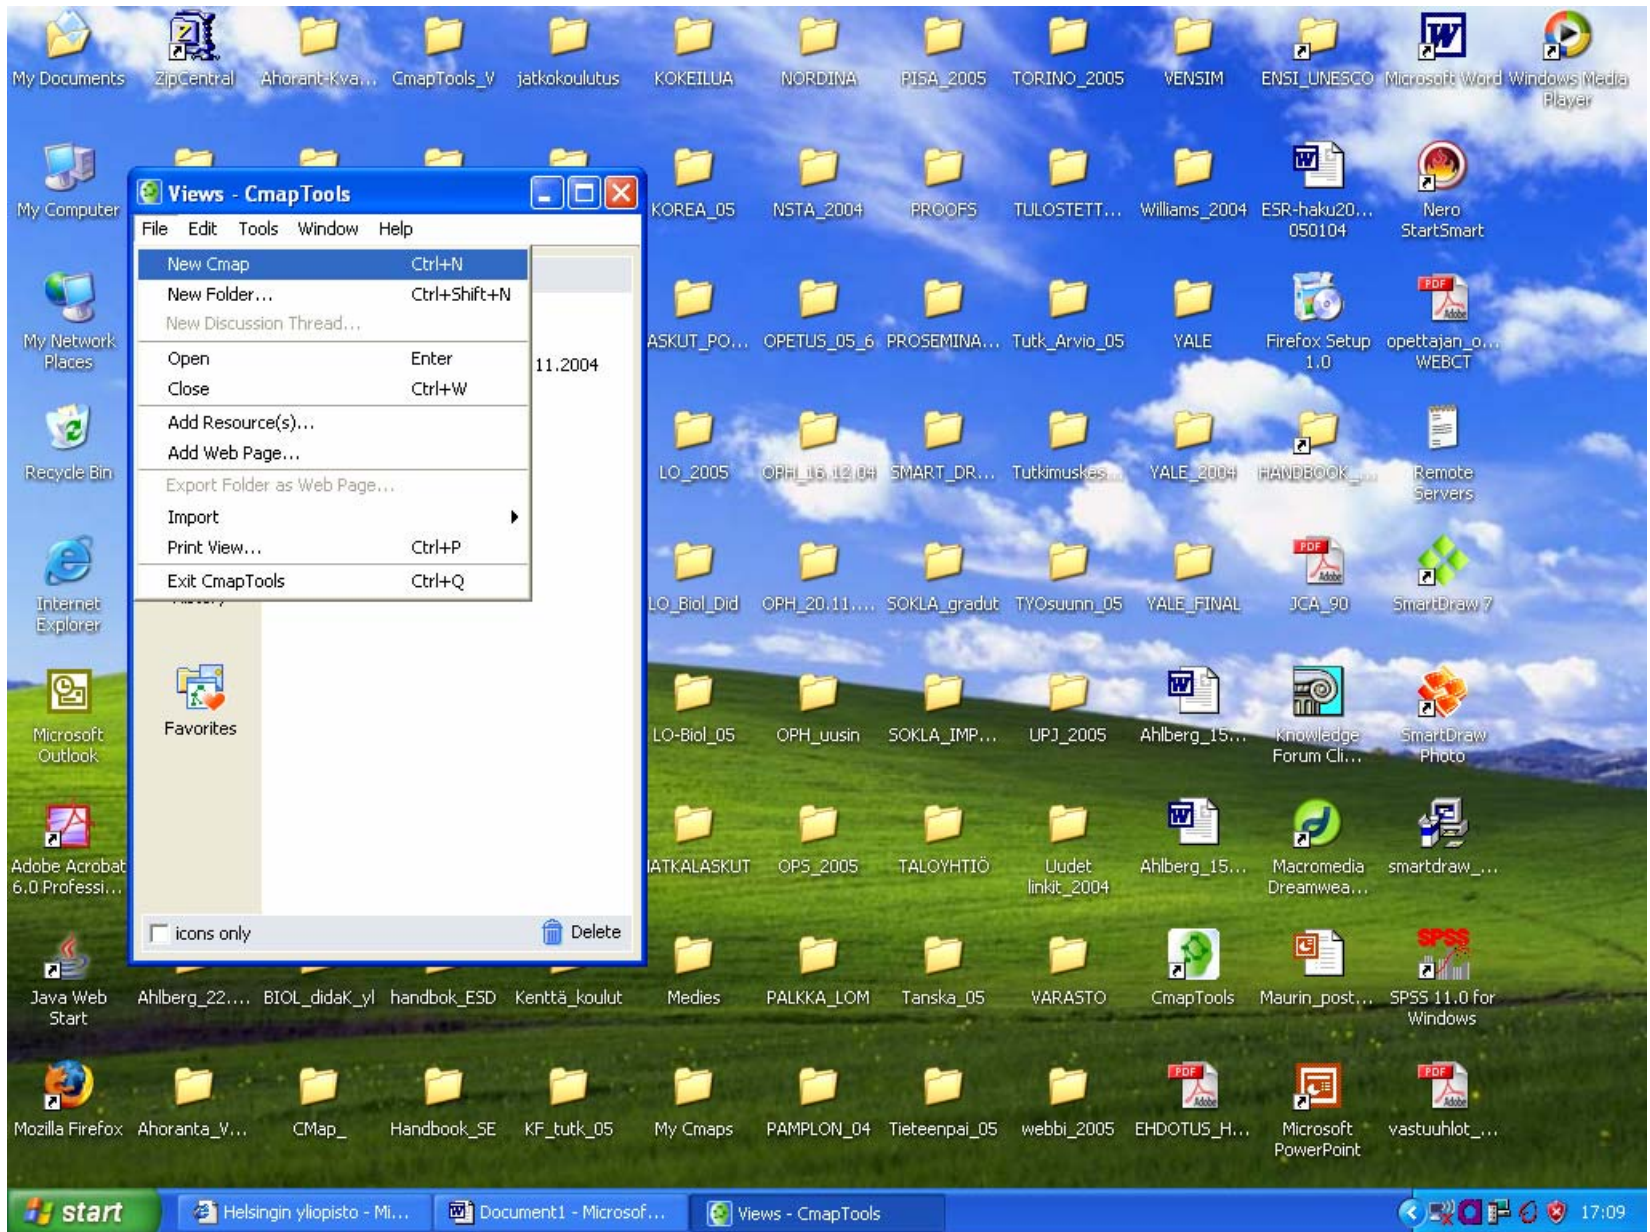 My Documents
ZipCentral
Ahorant-Kva...
CmapTools_V
jatkokoulutus
KOKEILUA
NORDINA
PISA_2005
TORINO_2005
VENSIM
ENSI_UNESCO
Microsoft Word
Windows Media
Player
My Computer
KOREA_05
NSTA_2004
PROOFS
TULOSTETT...
Williams_2004
ESR-haku20...
050104
Nero
StartSmart
Views - CmapTools
File Edit Tools Window Help
New Cmap Ctrl+N
New Folder... Ctrl+Shift+N
New Discussion Thread...
Open Enter
Close Ctrl+W
Add Resource(s)...
Add Web Page...
Export Folder as Web Page...
Import
Print View... Ctrl+P
Exit CmapTools Ctrl+Q
11.2004
Favorites
icons only
Delete
My Network
Places
OPETUS_05_6
PROSEMINA...
Tutk_Arvio_05
YALE
Firefox Setup
1.0
opettajan_o...
WEBCT
Recycle Bin
LO_2005
OPH_16.12.04
SMART_DR...
Tutkimuskes...
YALE_2004
HANDBOOK_...
Remote
Servers
Internet
Explorer
LO_Biol_Did
OPH_20.11....
SOKLA_gradut
TYOsuunn_05
YALE_FINAL
JCA_90
SmartDraw 7
Microsoft
Outlook
LO-Biol_05
OPH_uusin
SOKLA_IMP...
UPJ_2005
Ahlberg_15...
Knowledge
Forum Cli...
SmartDraw
Photo
Adobe Acrobat
6.0 Professi...
MATKALASKUT
OPS_2005
TALOYHTIÖ
Uudet
linkit_2004
Ahlberg_15...
Macromedia
Dreamwea...
smartdraw_...
Java Web
Start
Ahlberg_22....
BIOL_didaK_yl
handbok_ESD
Kenttä_koulut
Medies
PALKKA_LOM
Tanska_05
VARASTO
CmapTools
Maurin_post...
SPSS 11.0 for
Windows
Mozilla Firefox
Ahoranta_V...
CMap_
Handbook_SE
KF_tutk_05
My Cmaps
PAMPLON_04
Tieteenpai_05
webbi_2005
EHDOTUS_H...
Microsoft
PowerPoint
vastuuhlot_...
start
Helsingin yliopisto - Mi...
Document1 - Microsof...
Views - CmapTools
17:09